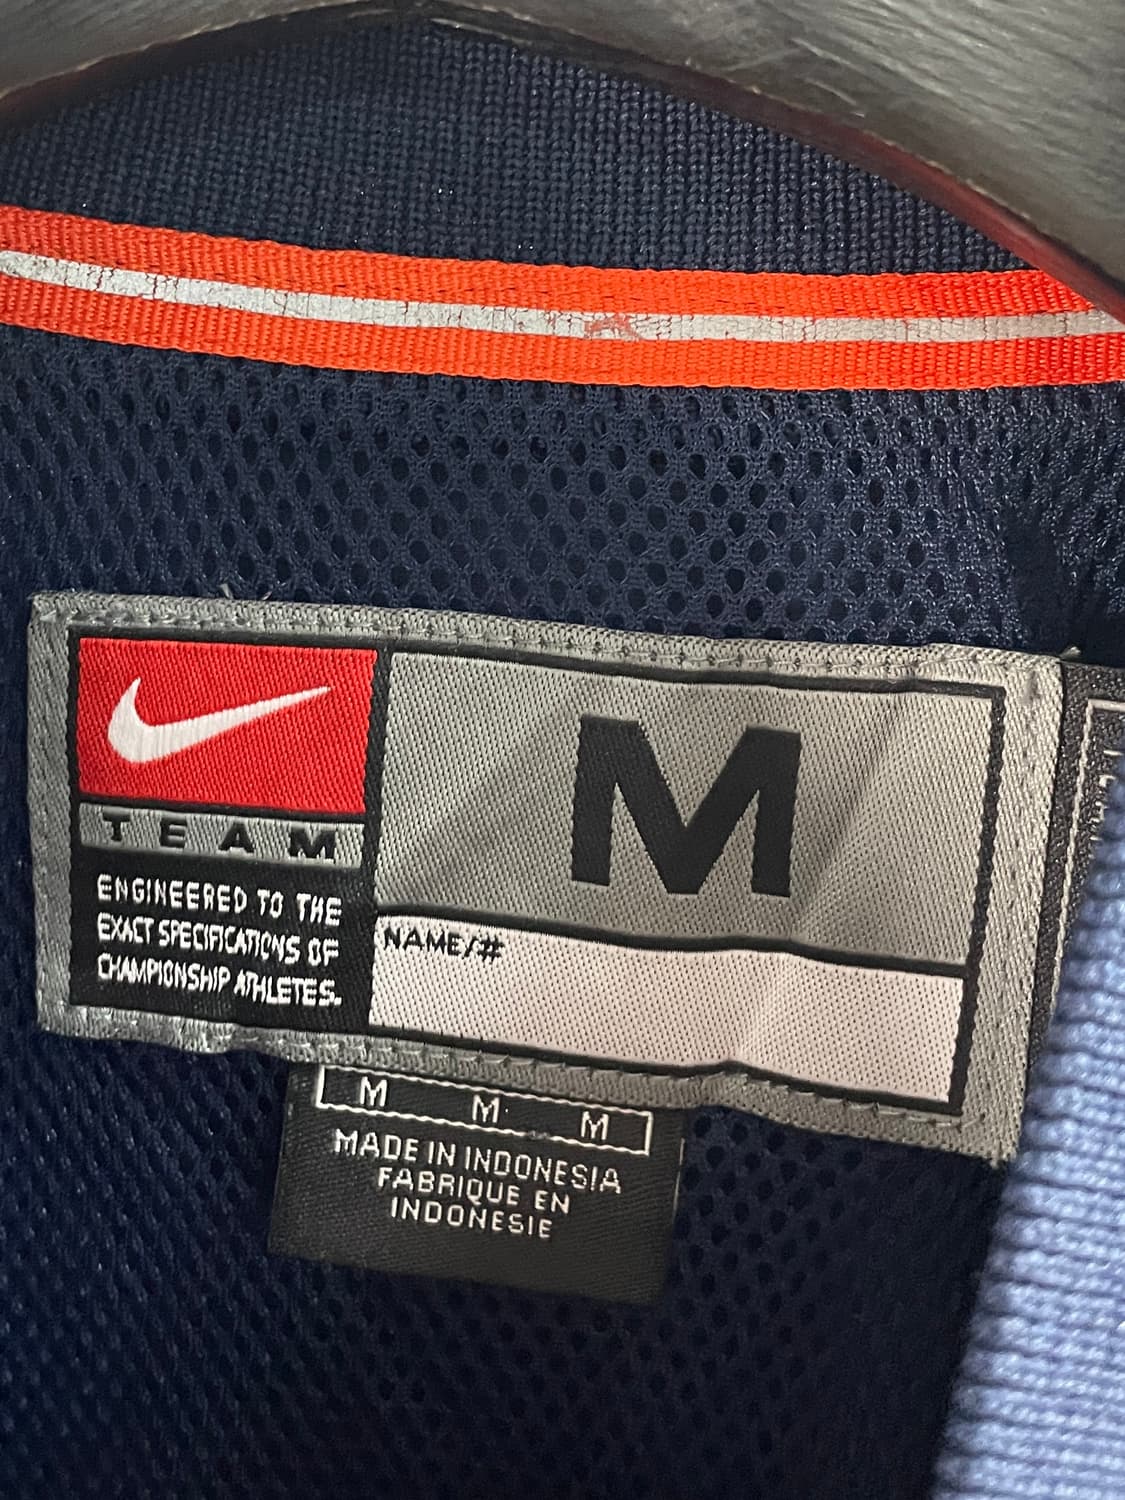 TEAM
ENGINEERED TO THE
EXACT SPECIFICATIONS OF
CHAMPIONSHIP ATHLETES.
M
NAME/#
M M M
MADE IN INDONESIA
FABRIQUE EN
INDONESIE